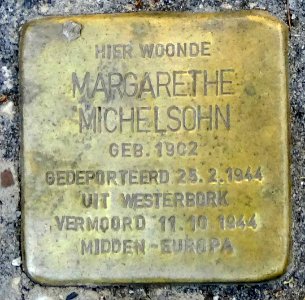 HIER WOONDE
MARGARETHE
MICHELSOHN
GEB. 1902
GEDEPORTEERD 25.2.1944
UIT WESTERBORK
VERMOORD 11.10.1944
MIDDEN-EUROPA